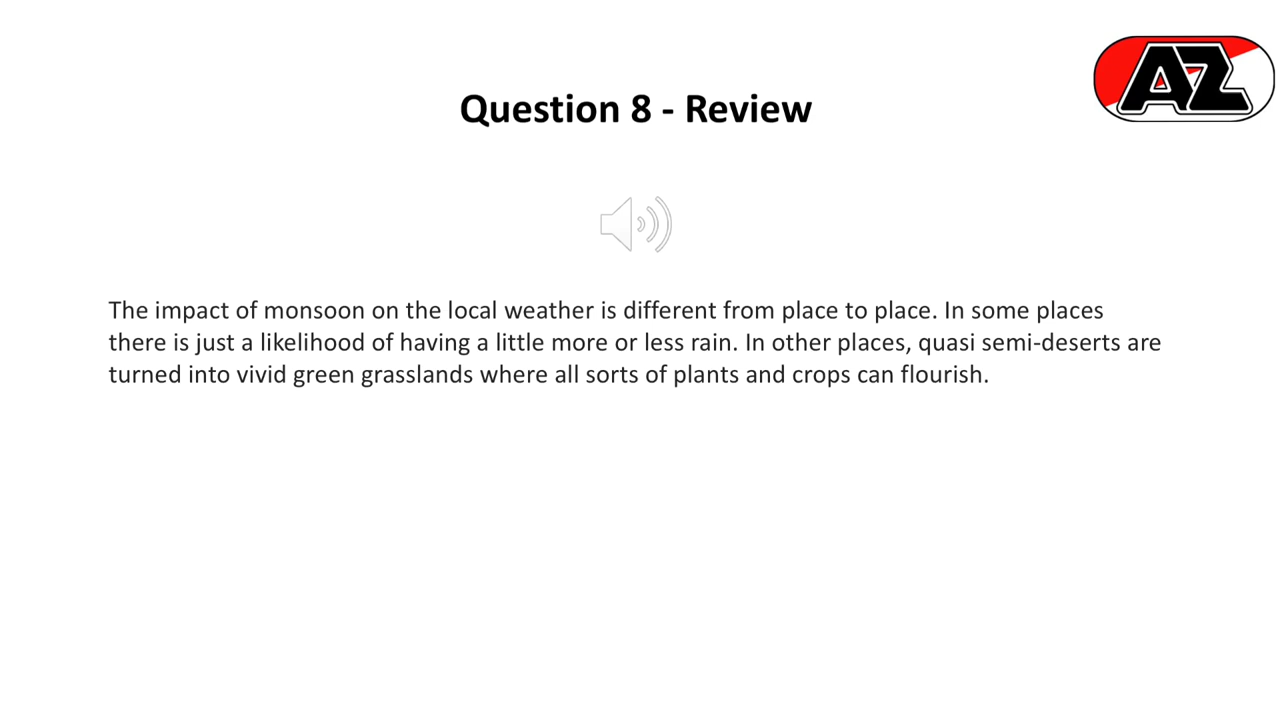 AZ
Question 8 - Review
The impact of monsoon on the local weather is different from place to place. In some places
there is just a likelihood of having a little more or less rain. In other places, quasi semi-deserts are
turned into vivid green grasslands where all sorts of plants and crops can flourish.